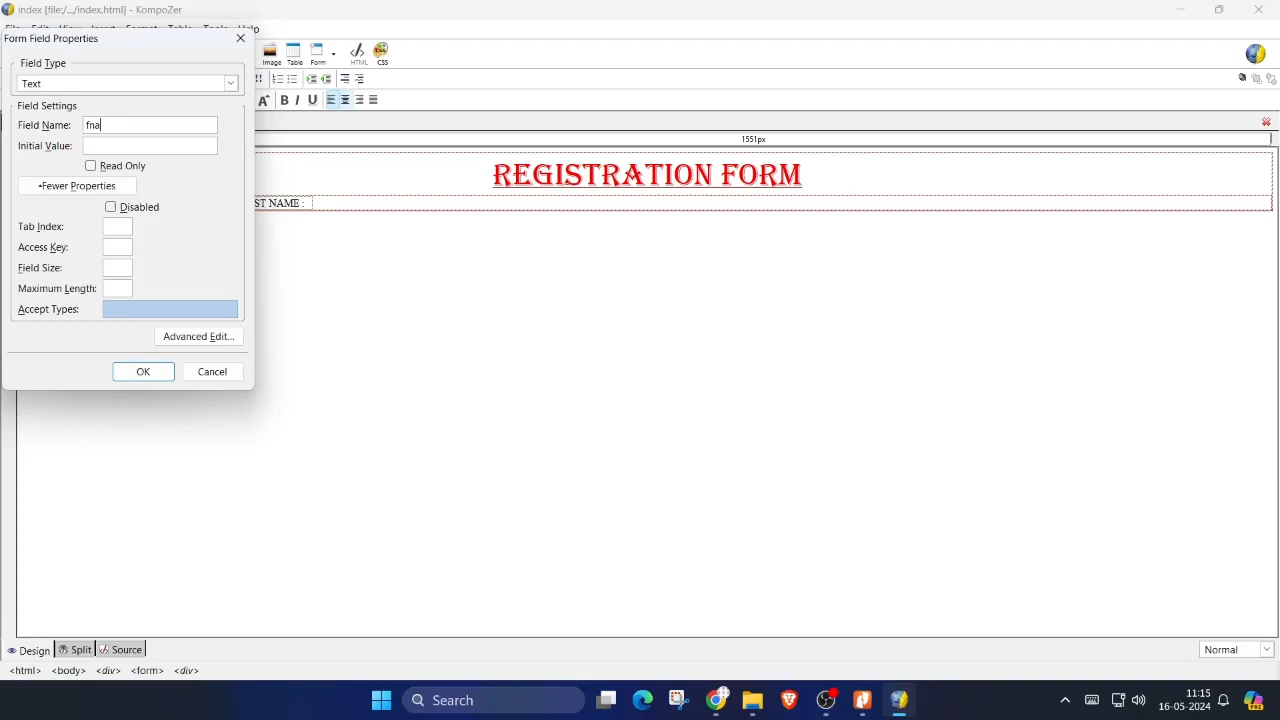 index [file:/.../index.html] - KompoZer
Form Field Properties
Field Type
Text
Field Settings
Field Name: fna
Initial Value:
Read Only
Fewer Properties
Disabled
Tab Index:
Access Key:
Field Size:
Maximum Length:
Accept Types:
Advanced Edit...
OK Cancel
Image Table Form HTML CSS
B I U
1551px
REGISTRATION FORM
ST NAME :
Design Split Source
Normal
<html> <body> <div> <form> <div>
Search
11:15
16-05-2024